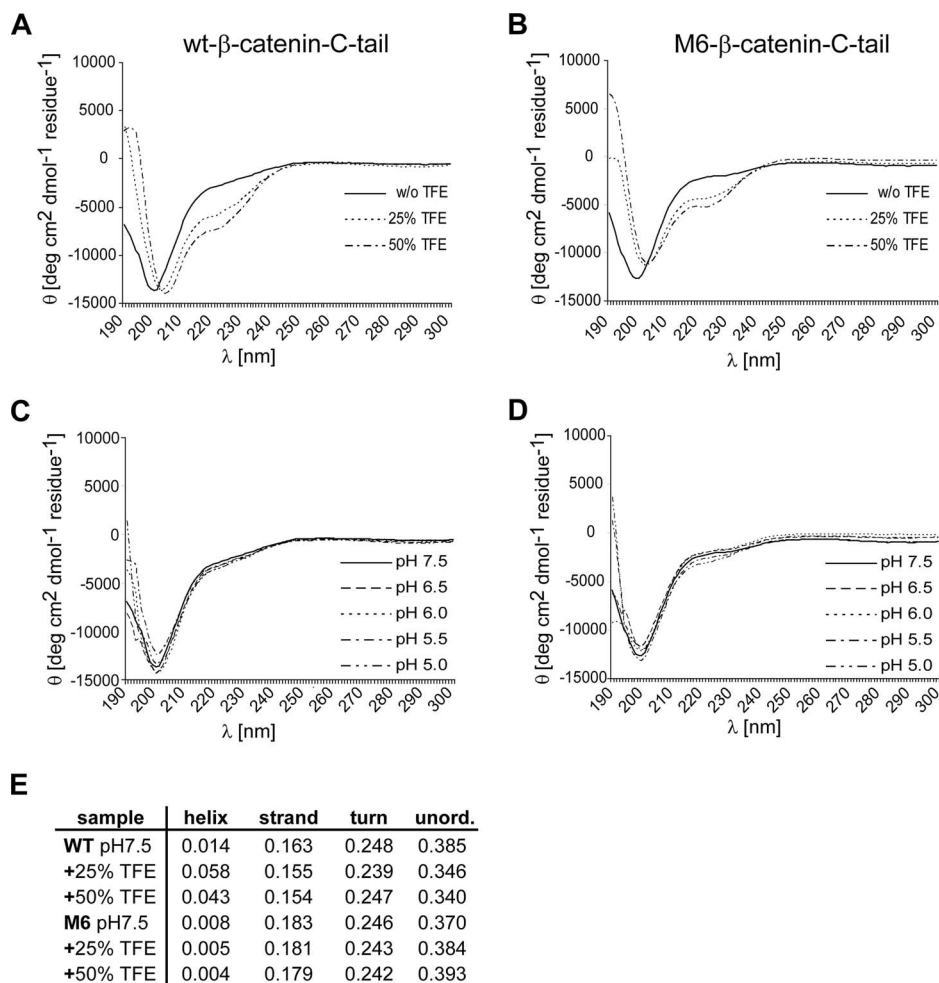 A
wt-β-catenin-C-tail
θ [deg cm2 dmol-1 residue-1]
10000
5000
0
-5000
-10000
-15000
w/o TFE
25% TFE
50% TFE
190 200 210 220 230 240 250 260 270 280 290 300
λ [nm]
B
M6-β-catenin-C-tail
θ [deg cm2 dmol-1 residue-1]
10000
5000
0
-5000
-10000
-15000
w/o TFE
25% TFE
50% TFE
190 200 210 220 230 240 250 260 270 280 290 300
λ [nm]
C
θ [deg cm2 dmol-1 residue-1]
10000
5000
0
-5000
-10000
-15000
pH 7.5
pH 6.5
pH 6.0
pH 5.5
pH 5.0
190 200 210 220 230 240 250 260 270 280 290 300
λ [nm]
D
θ [deg cm2 dmol-1 residue-1]
10000
5000
0
-5000
-10000
-15000
pH 7.5
pH 6.5
pH 6.0
pH 5.5
pH 5.0
190 200 210 220 230 240 250 260 270 280 290 300
λ [nm]
E
sample helix strand turn unord.
WT pH7.5 0.014 0.163 0.248 0.385
+25% TFE 0.058 0.155 0.239 0.346
+50% TFE 0.043 0.154 0.247 0.340
M6 pH7.5 0.008 0.183 0.246 0.370
+25% TFE 0.005 0.181 0.243 0.384
+50% TFE 0.004 0.179 0.242 0.393